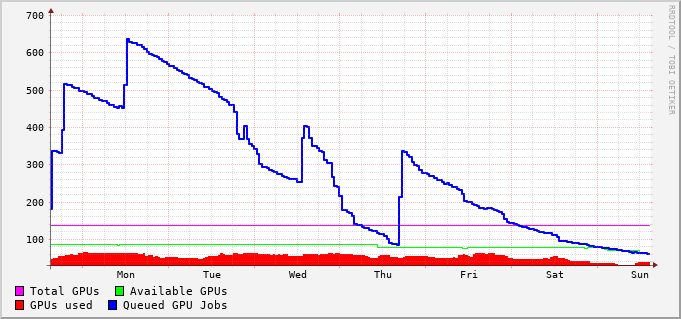 RRDTOOL / TOBI OETIKER
700
600
500
400
300
200
100
Mon Tue Wed Thu Fri Sat Sun
Total GPUs Available GPUs
GPUs used Queued GPU Jobs